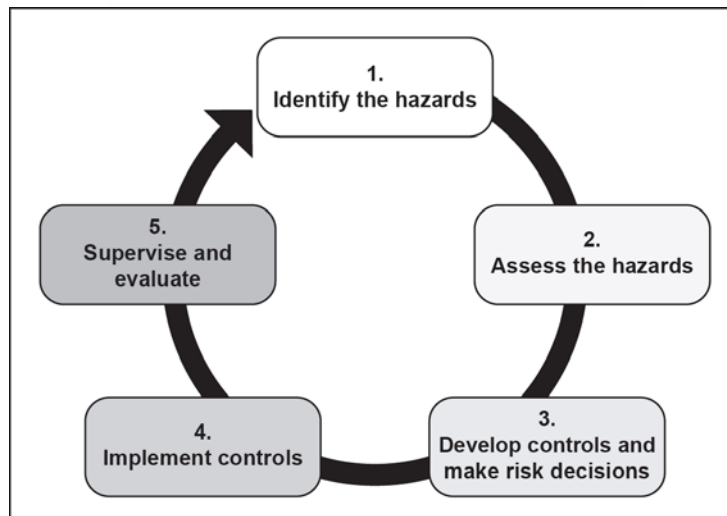 1.
Identify the hazards
2.
Assess the hazards
3.
Develop controls and
make risk decisions
4.
Implement controls
5.
Supervise and
evaluate